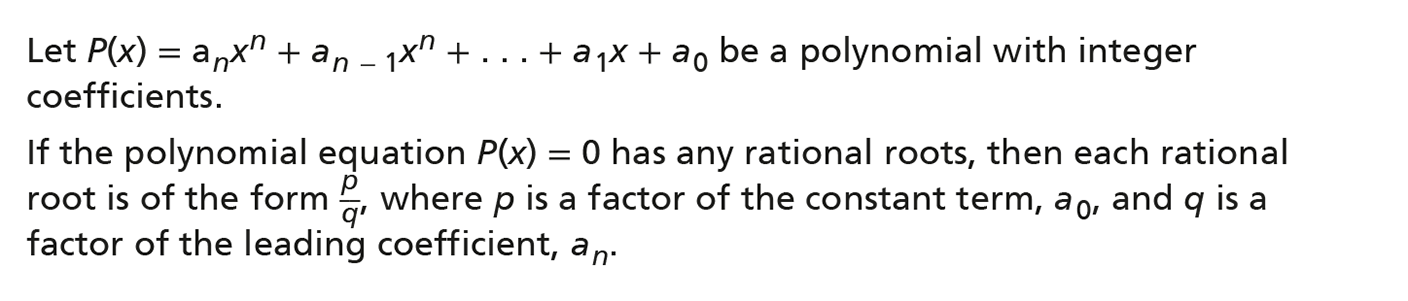 Let P(x) = aₙxⁿ + aₙ₋₁xⁿ + . . . + a₁x + a₀ be a polynomial with integer
coefficients.
If the polynomial equation P(x) = 0 has any rational roots, then each rational
root is of the form p/q, where p is a factor of the constant term, a₀, and q is a
factor of the leading coefficient, aₙ.